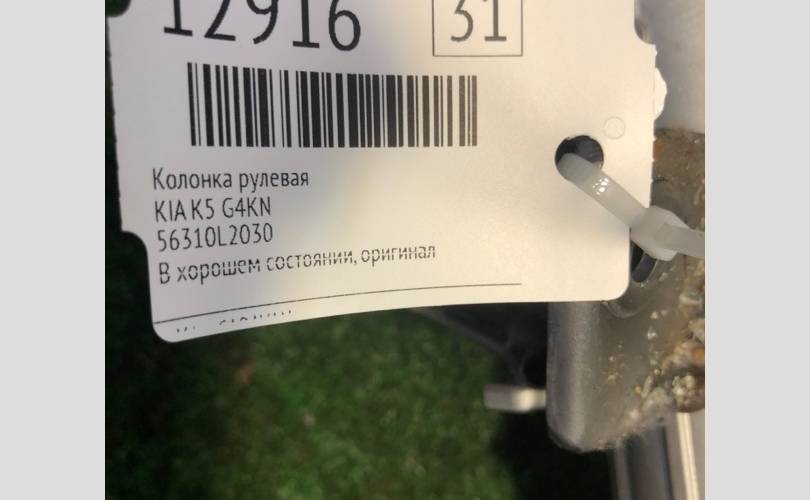 12916
31
Колонка рулевая
KIA K5 G4KN
56310L2030
В хорошем состоянии, оригинал